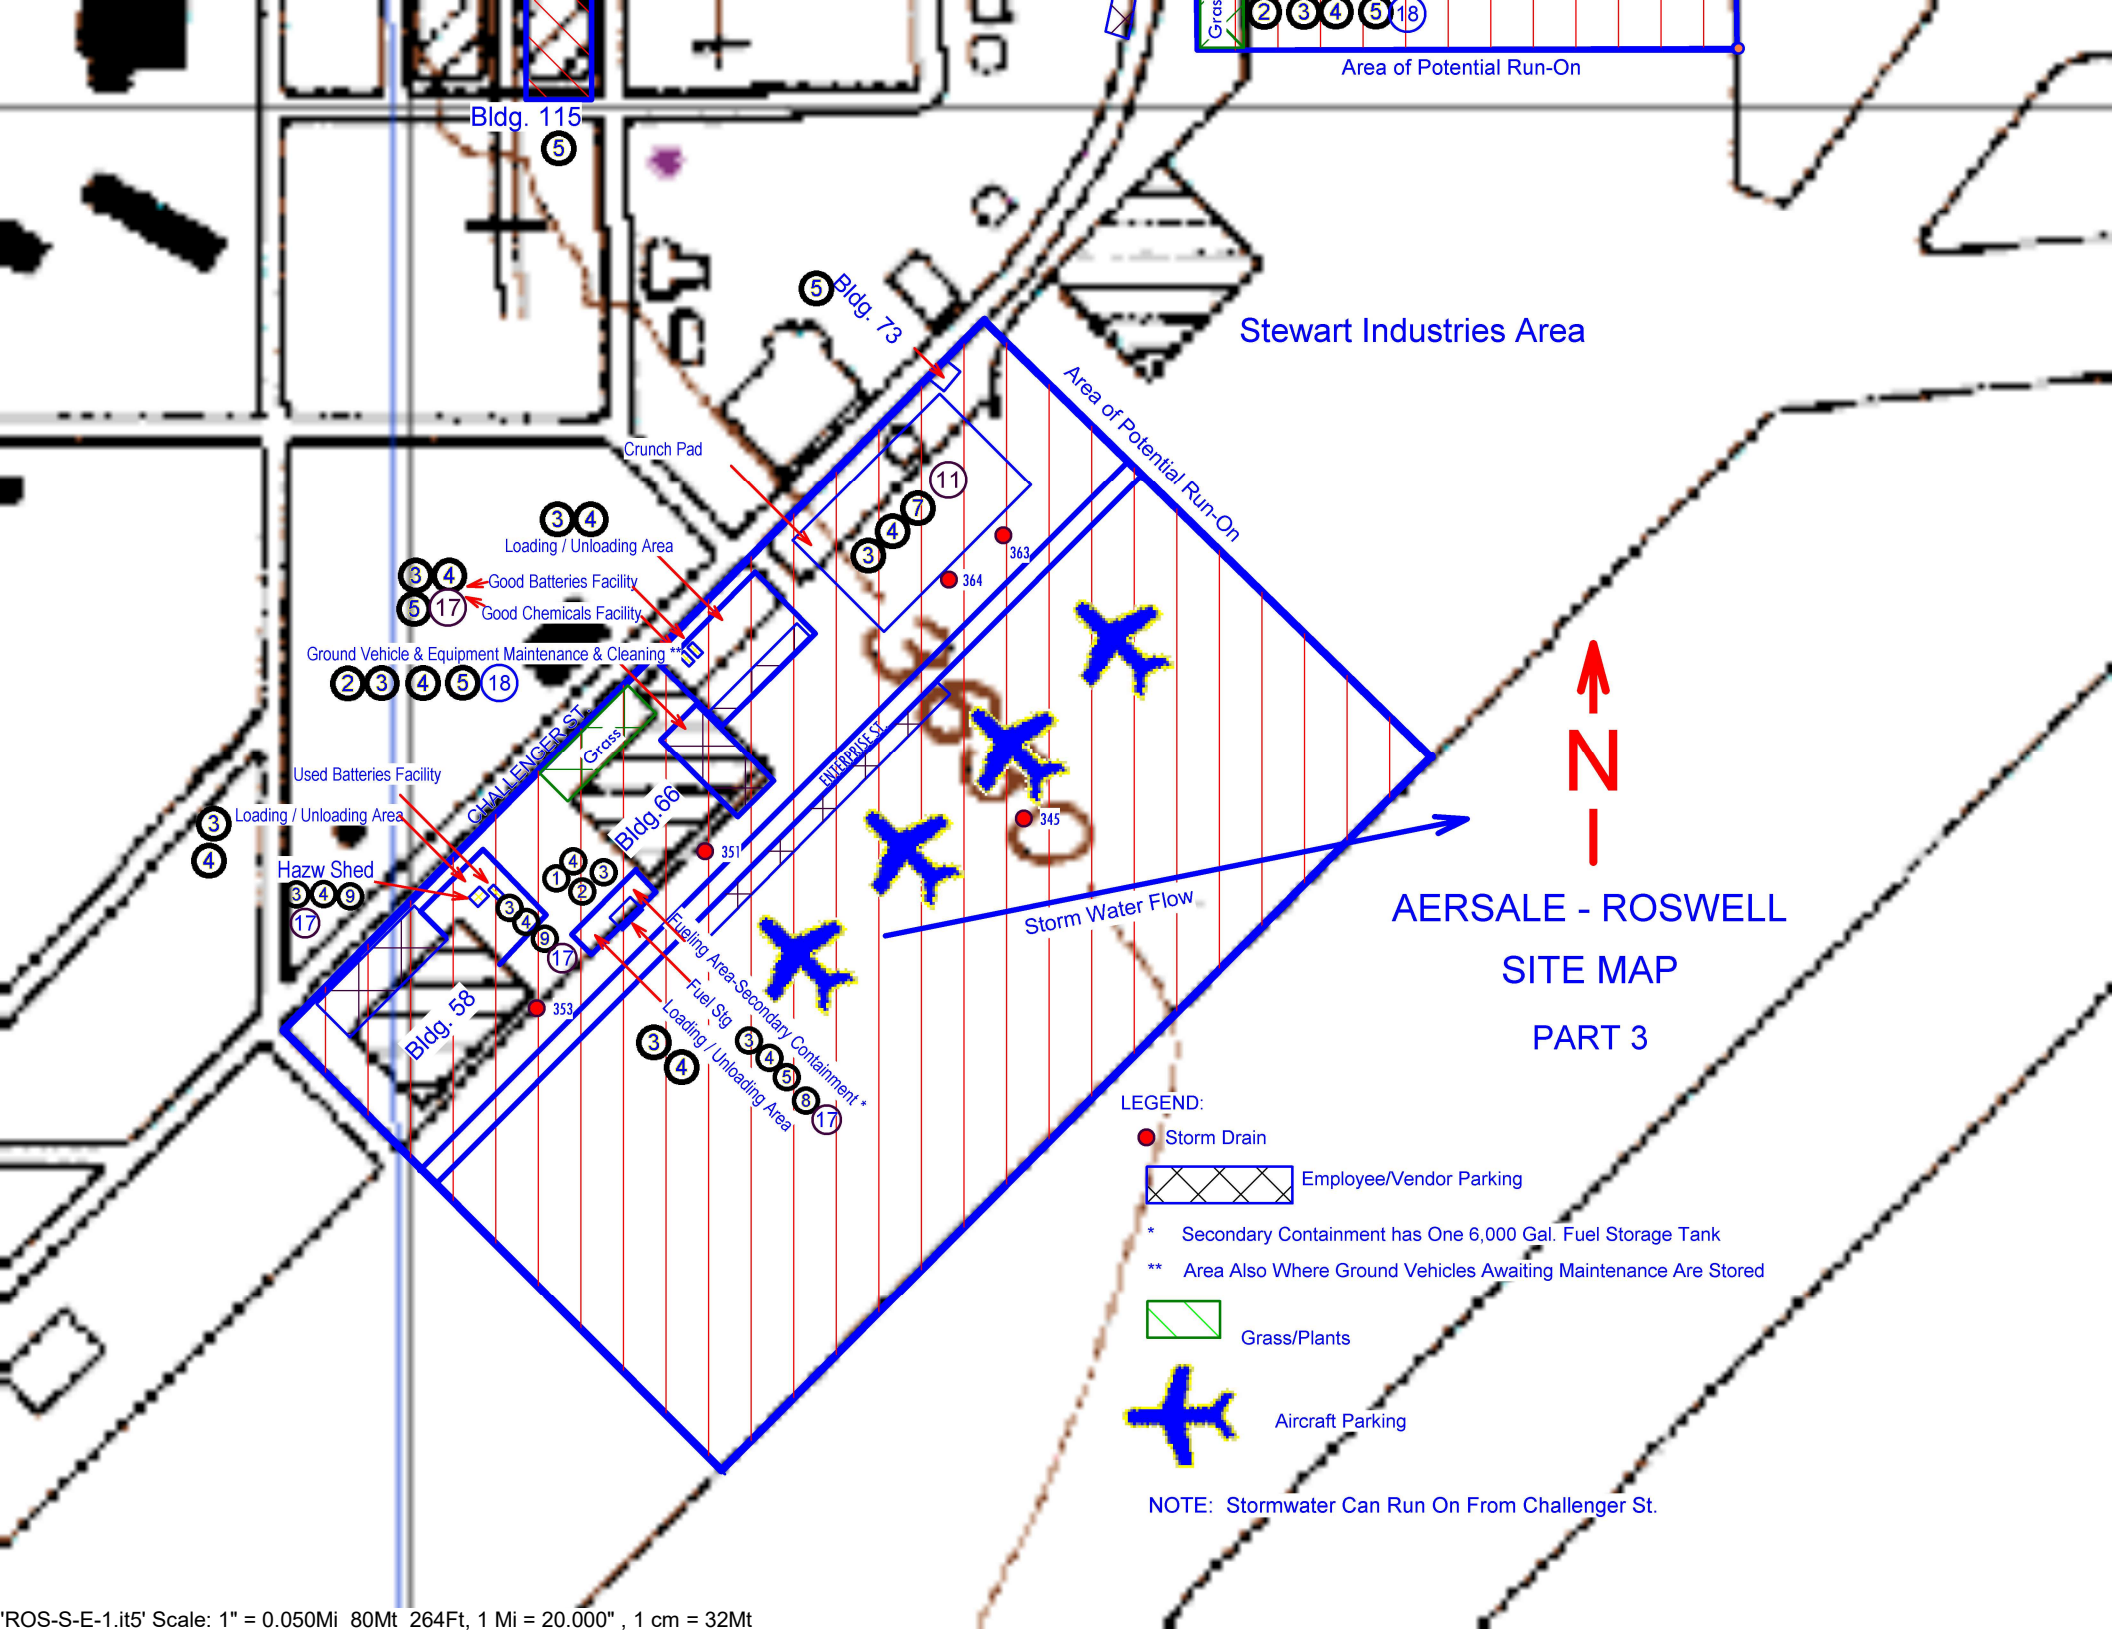 Gras
2 3 4 5 18
Area of Potential Run-On
Bldg. 115
5
5
Bldg. 73
Stewart Industries Area
Area of Potential Run-On
Crunch Pad
11
7
4
3
363
364
3 4
Loading / Unloading Area
3 4
Good Batteries Facility
5 17
Good Chemicals Facility
Ground Vehicle & Equipment Maintenance & Cleaning **
2 3 4 5 18
CHALLENGER ST.
Grass
ENTERPRISE ST.
Used Batteries Facility
3
Loading / Unloading Area
4
Hazw Shed
3 4 9
17
Bldg. 66
351
345
4
1 3
2
3
4
9
17
Bldg. 58
353
Storm Water Flow
Fueling Area-Secondary Containment *
Fuel Stg
3
4
5
8
17
Loading / Unloading Area
3
4
3690
N
AERSALE - ROSWELL
SITE MAP
PART 3
LEGEND:
Storm Drain
Employee/Vendor Parking
* Secondary Containment has One 6,000 Gal. Fuel Storage Tank
** Area Also Where Ground Vehicles Awaiting Maintenance Are Stored
Grass/Plants
Aircraft Parking
NOTE: Stormwater Can Run On From Challenger St.
'ROS-S-E-1.it5' Scale: 1" = 0.050Mi 80Mt 264Ft, 1 Mi = 20.000" , 1 cm = 32Mt